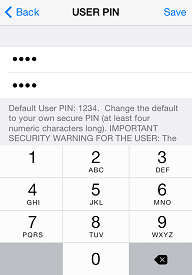 Back USER PIN Save
••••
••••
Default User PIN: 1234. Change the default
to your own secure PIN (at least four
numeric characters long). IMPORTANT
SECURITY WARNING FOR THE USER: The
1 2 3
ABC DEF
4 5 6
GHI JKL MNO
7 8 9
PQRS TUV WXYZ
0